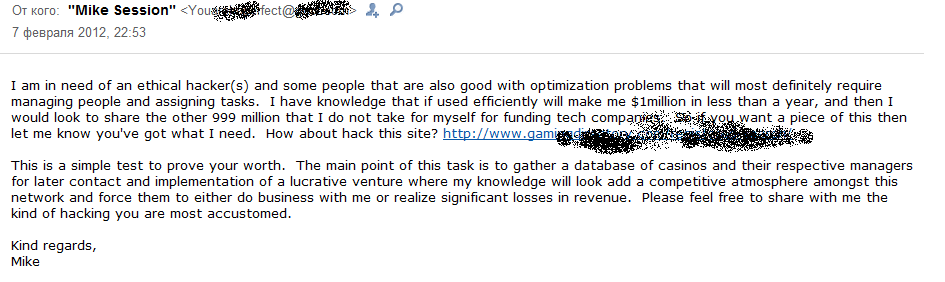 От кого: "Mike Session" <You
7 февраля 2012, 22:53
I am in need of an ethical hacker(s) and some people that are also good with optimization problems that will most definitely require
managing people and assigning tasks. I have knowledge that if used efficiently will make me $1million in less than a year, and then I
would look to share the other 999 million that I do not take for myself for funding tech companies. So if you want a piece of this then
let me know you've got what I need. How about hack this site? http://www.gami
This is a simple test to prove your worth. The main point of this task is to gather a database of casinos and their respective managers
for later contact and implementation of a lucrative venture where my knowledge will look add a competitive atmosphere amongst this
network and force them to either do business with me or realize significant losses in revenue. Please feel free to share with me the
kind of hacking you are most accustomed.
Kind regards,
Mike